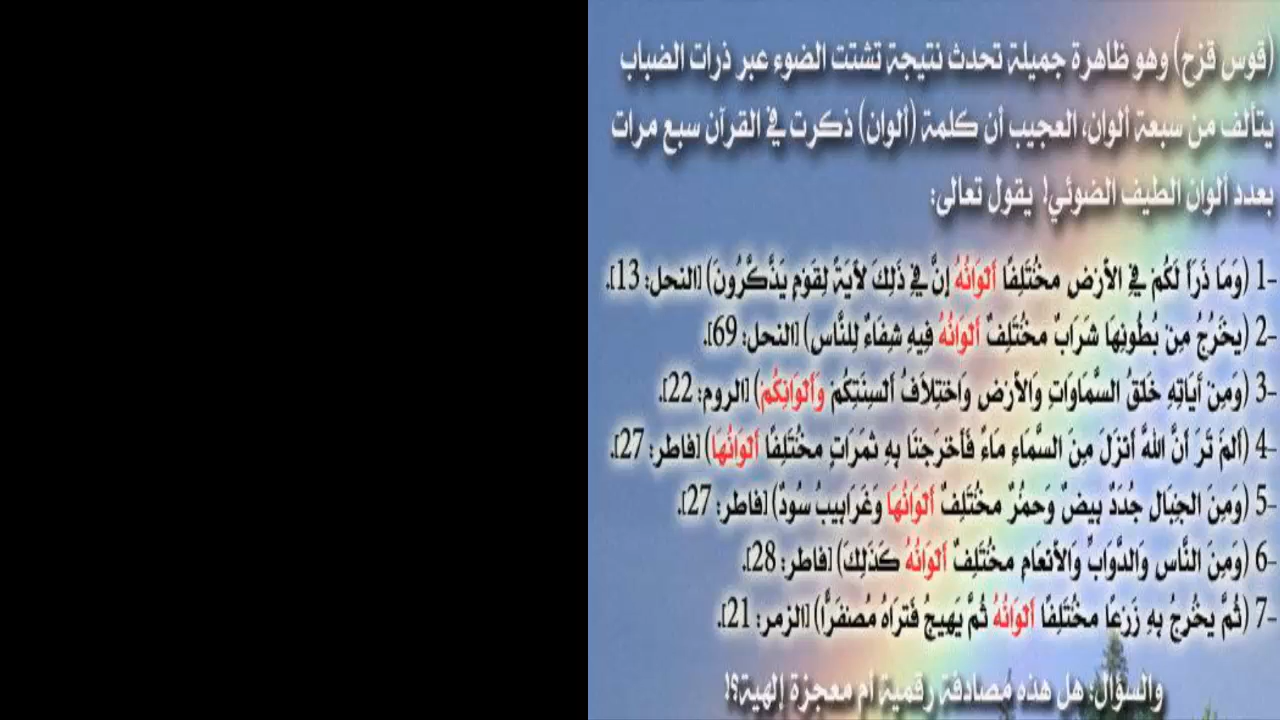 (قوس قزح) وهو ظاهرة جميلة تحدث نتيجة تشتت الضوء عبر ذرات الضباب
يتألف من سبعة ألوان، العجيب أن كلمة (ألوان) ذكرت في القرآن سبع مرات
بعدد ألوان الطيف الضوئي! يقول تعالى:
1- (وَمَا ذَرَأَ لَكُمْ فِي الْأَرْضِ مُخْتَلِفًا أَلْوَانُهُ إِنَّ فِي ذَلِكَ لَآيَةً لِقَوْمٍ يَذَّكَّرُونَ) [النحل: 13].
2- (يَخْرُجُ مِنْ بُطُونِهَا شَرَابٌ مُخْتَلِفٌ أَلْوَانُهُ فِيهِ شِفَاءٌ لِلنَّاسِ) [النحل: 69].
3- (وَمِنْ آَيَاتِهِ خَلْقُ السَّمَاوَاتِ وَالْأَرْضِ وَاخْتِلَافُ أَلْسِنَتِكُمْ وَأَلْوَانِكُمْ) [الروم: 22].
4- (أَلَمْ تَرَ أَنَّ اللَّهَ أَنْزَلَ مِنَ السَّمَاءِ مَاءً فَأَخْرَجْنَا بِهِ ثَمَرَاتٍ مُخْتَلِفًا أَلْوَانُهَا) [فاطر: 27].
5- (وَمِنَ الْجِبَالِ جُدَدٌ بِيضٌ وَحُمْرٌ مُخْتَلِفٌ أَلْوَانُهَا وَغَرَابِيبُ سُودٌ) [فاطر: 27].
6- (وَمِنَ النَّاسِ وَالدَّوَابِّ وَالْأَنْعَامِ مُخْتَلِفٌ أَلْوَانُهُ كَذَلِكَ) [فاطر: 28].
7- (ثُمَّ يُخْرِجُ بِهِ زَرْعًا مُخْتَلِفًا أَلْوَانُهُ ثُمَّ يَهِيجُ فَتَرَاهُ مُصْفَرًّا) [الزمر: 21].
والسؤال: هل هذه مصادفة رقمية أم معجزة إلهية؟!